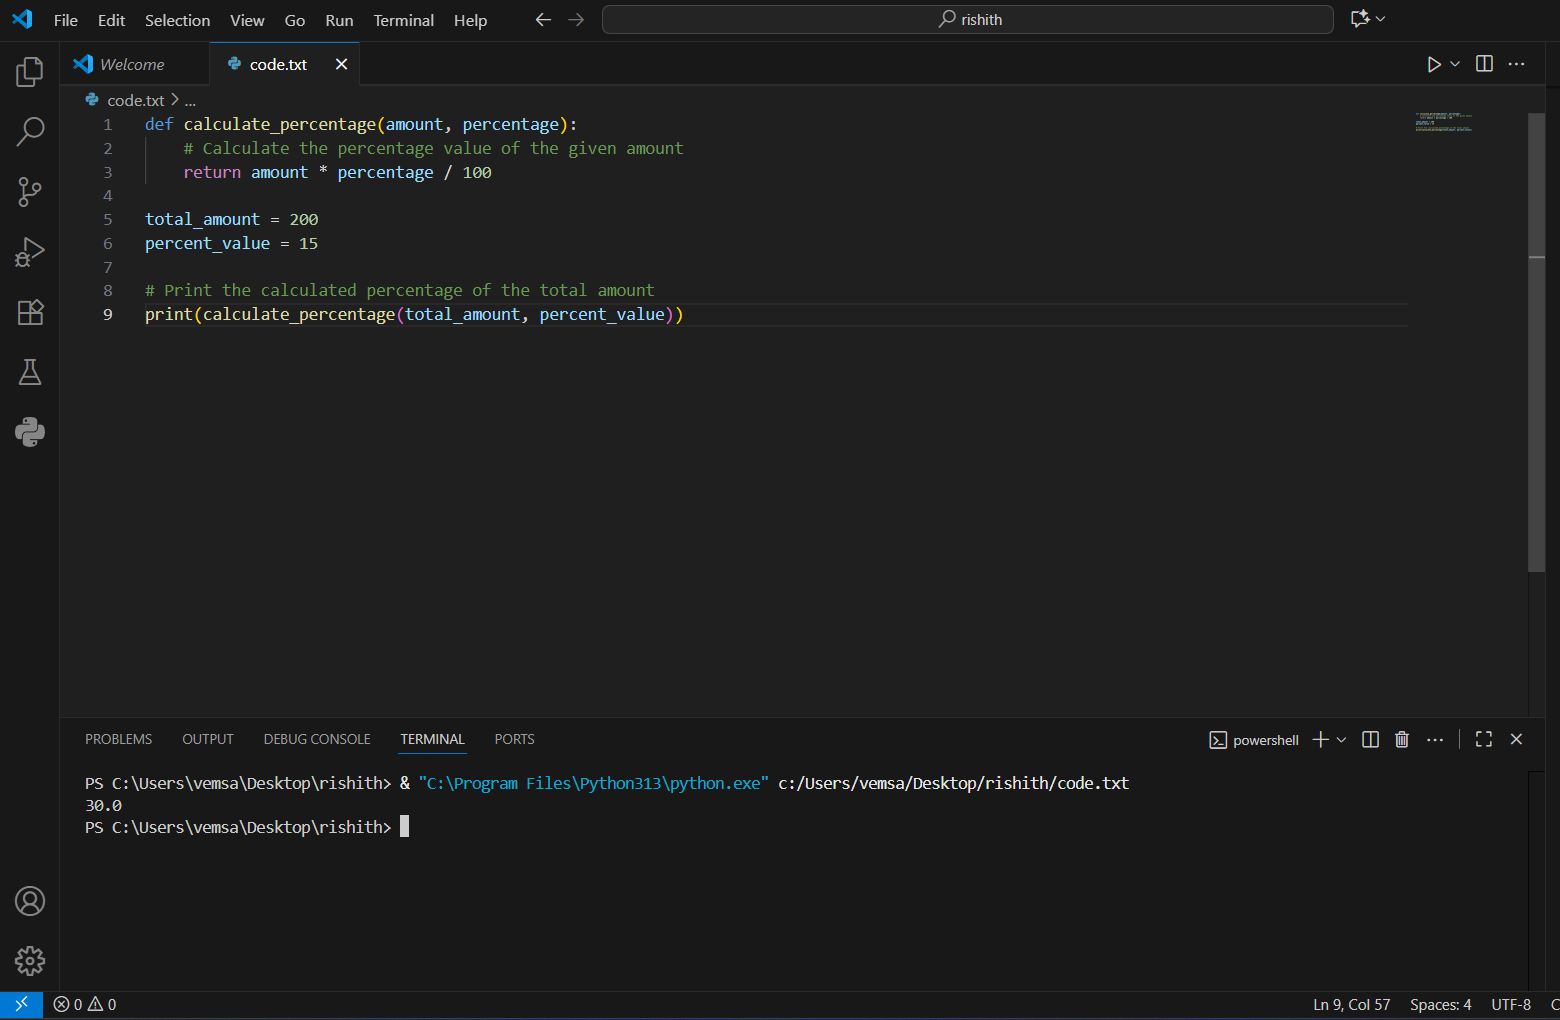 File Edit Selection View Go Run Terminal Help
rishith
Welcome
code.txt
code.txt > ...
1 def calculate_percentage(amount, percentage):
2     # Calculate the percentage value of the given amount
3     return amount * percentage / 100
4
5 total_amount = 200
6 percent_value = 15
7
8 # Print the calculated percentage of the total amount
9 print(calculate_percentage(total_amount, percent_value))
PROBLEMS OUTPUT DEBUG CONSOLE TERMINAL PORTS
powershell
PS C:\Users\vemsa\Desktop\rishith> & "C:\Program Files\Python313\python.exe" c:/Users/vemsa/Desktop/rishith/code.txt
30.0
PS C:\Users\vemsa\Desktop\rishith>
0 0
Ln 9, Col 57 Spaces: 4 UTF-8